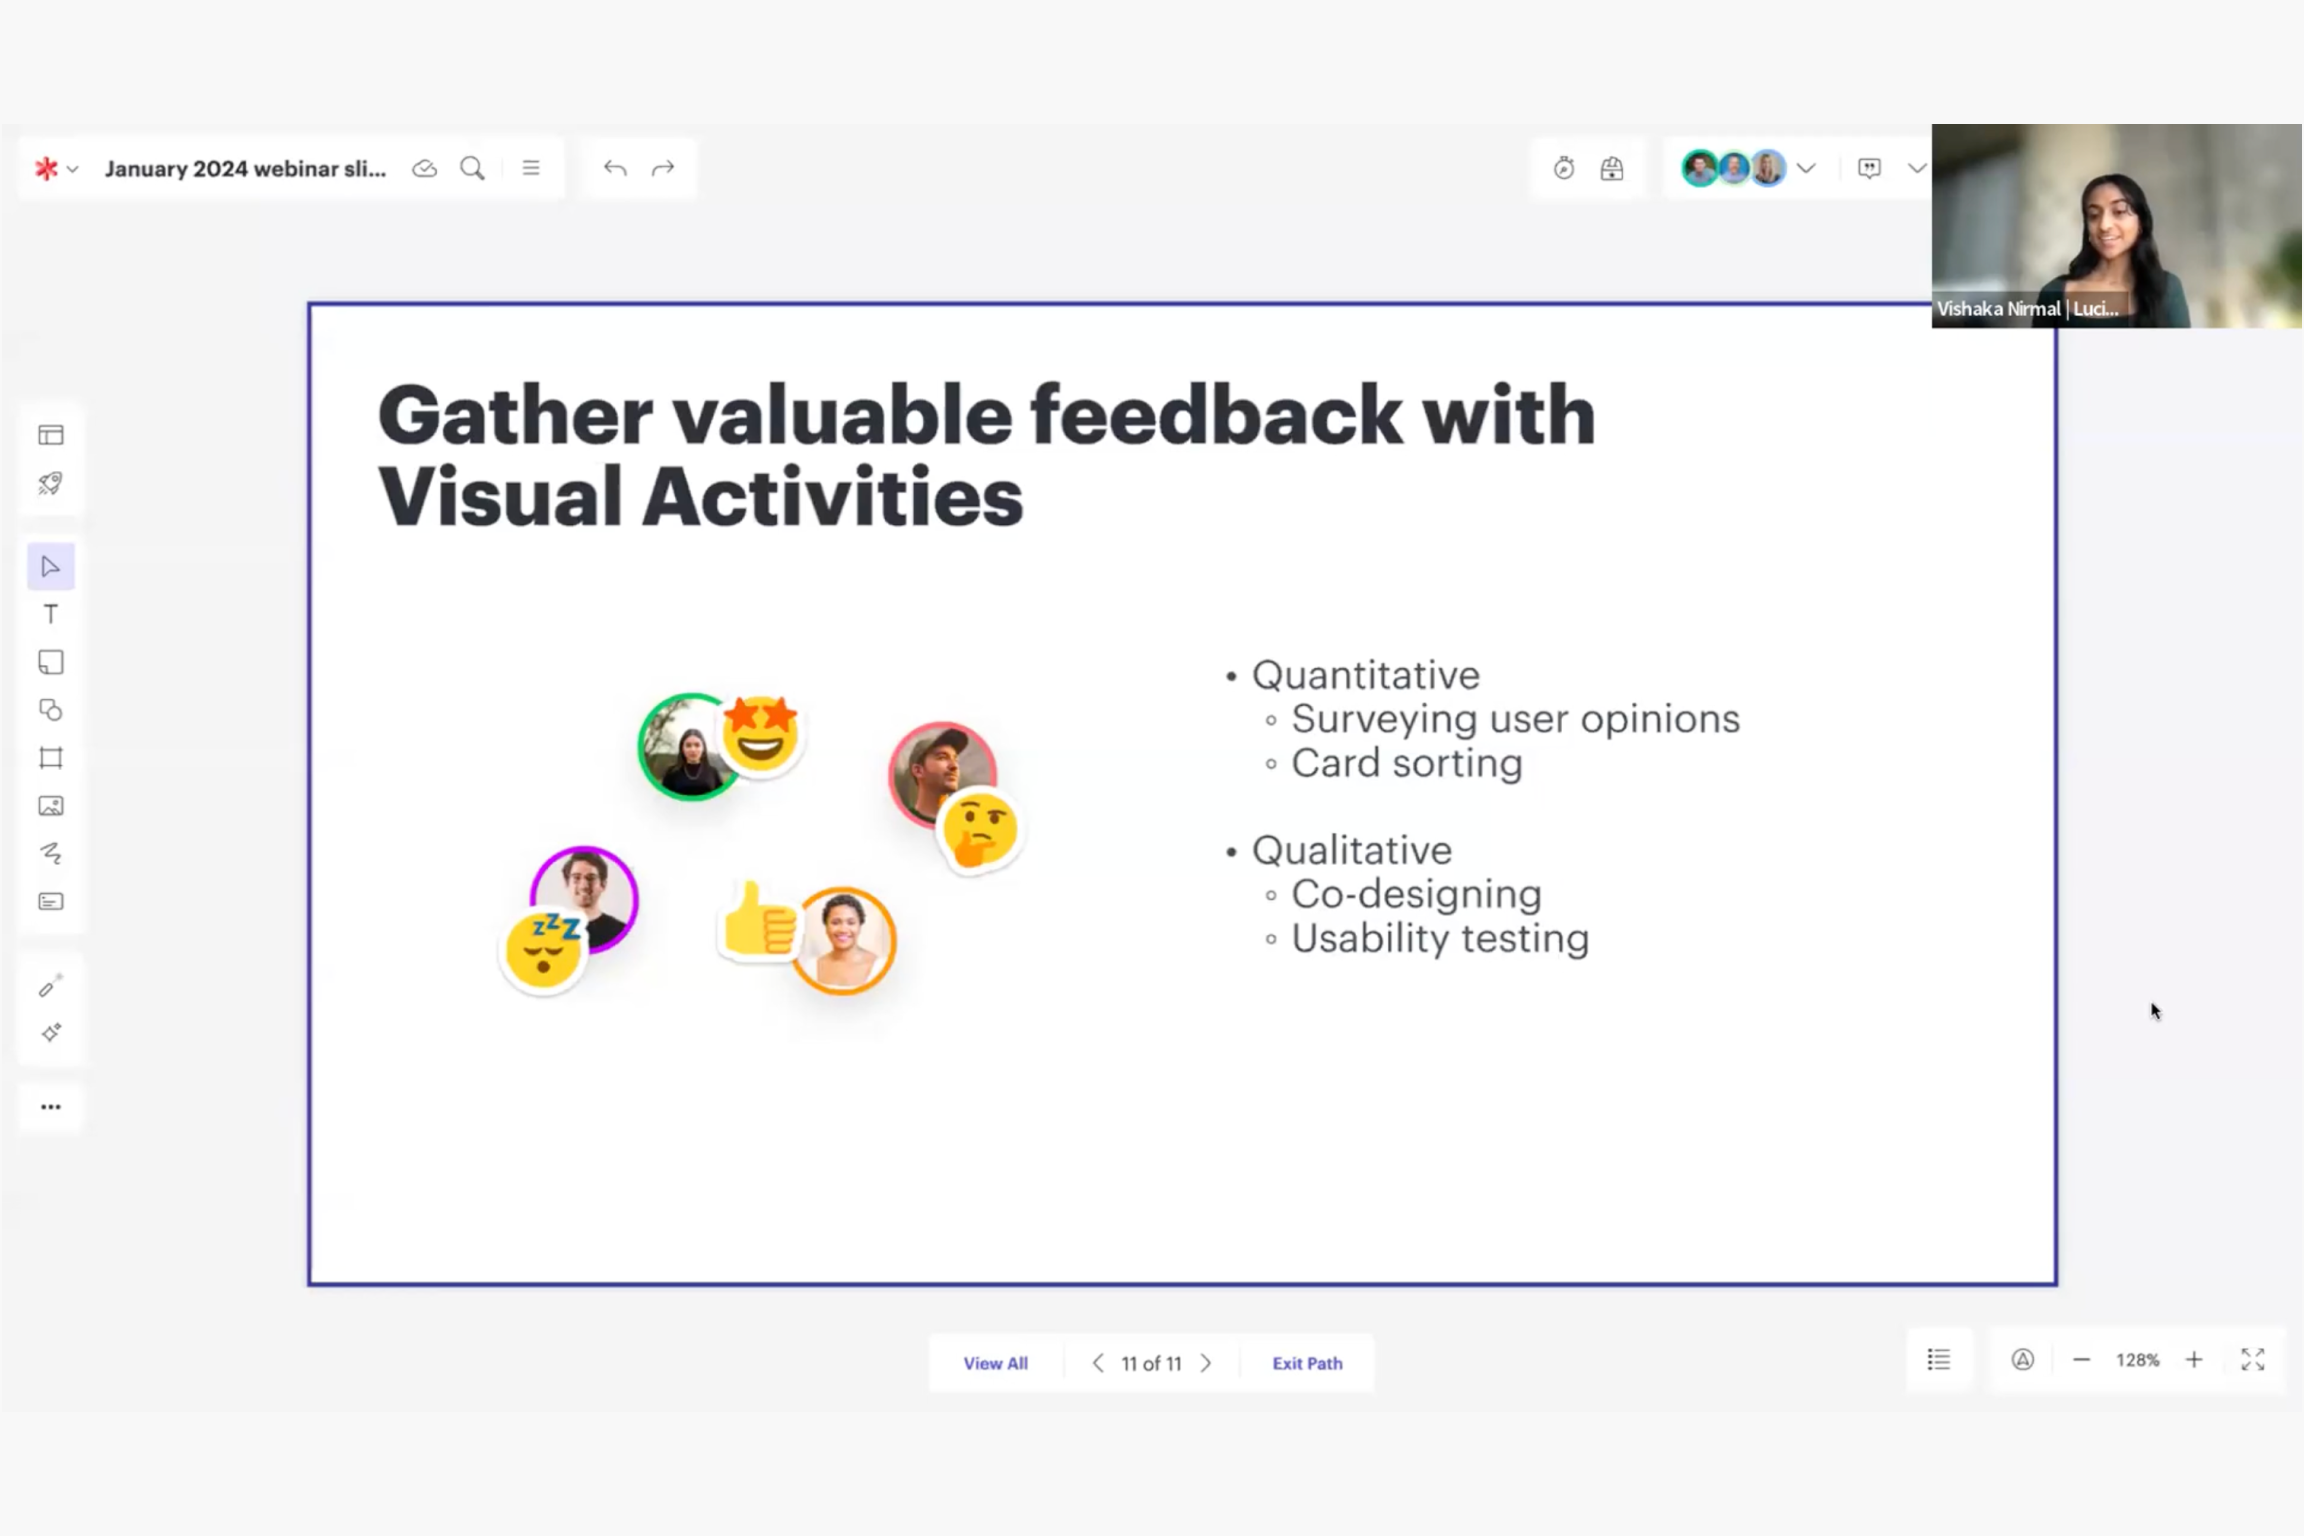 January 2024 webinar sli...
Vishaka Nirmal | Luci...
Gather valuable feedback with
Visual Activities
T
• Quantitative
◦ Surveying user opinions
◦ Card sorting
• Qualitative
◦ Co-designing
◦ Usability testing
zzz
View All
11 of 11
Exit Path
128%